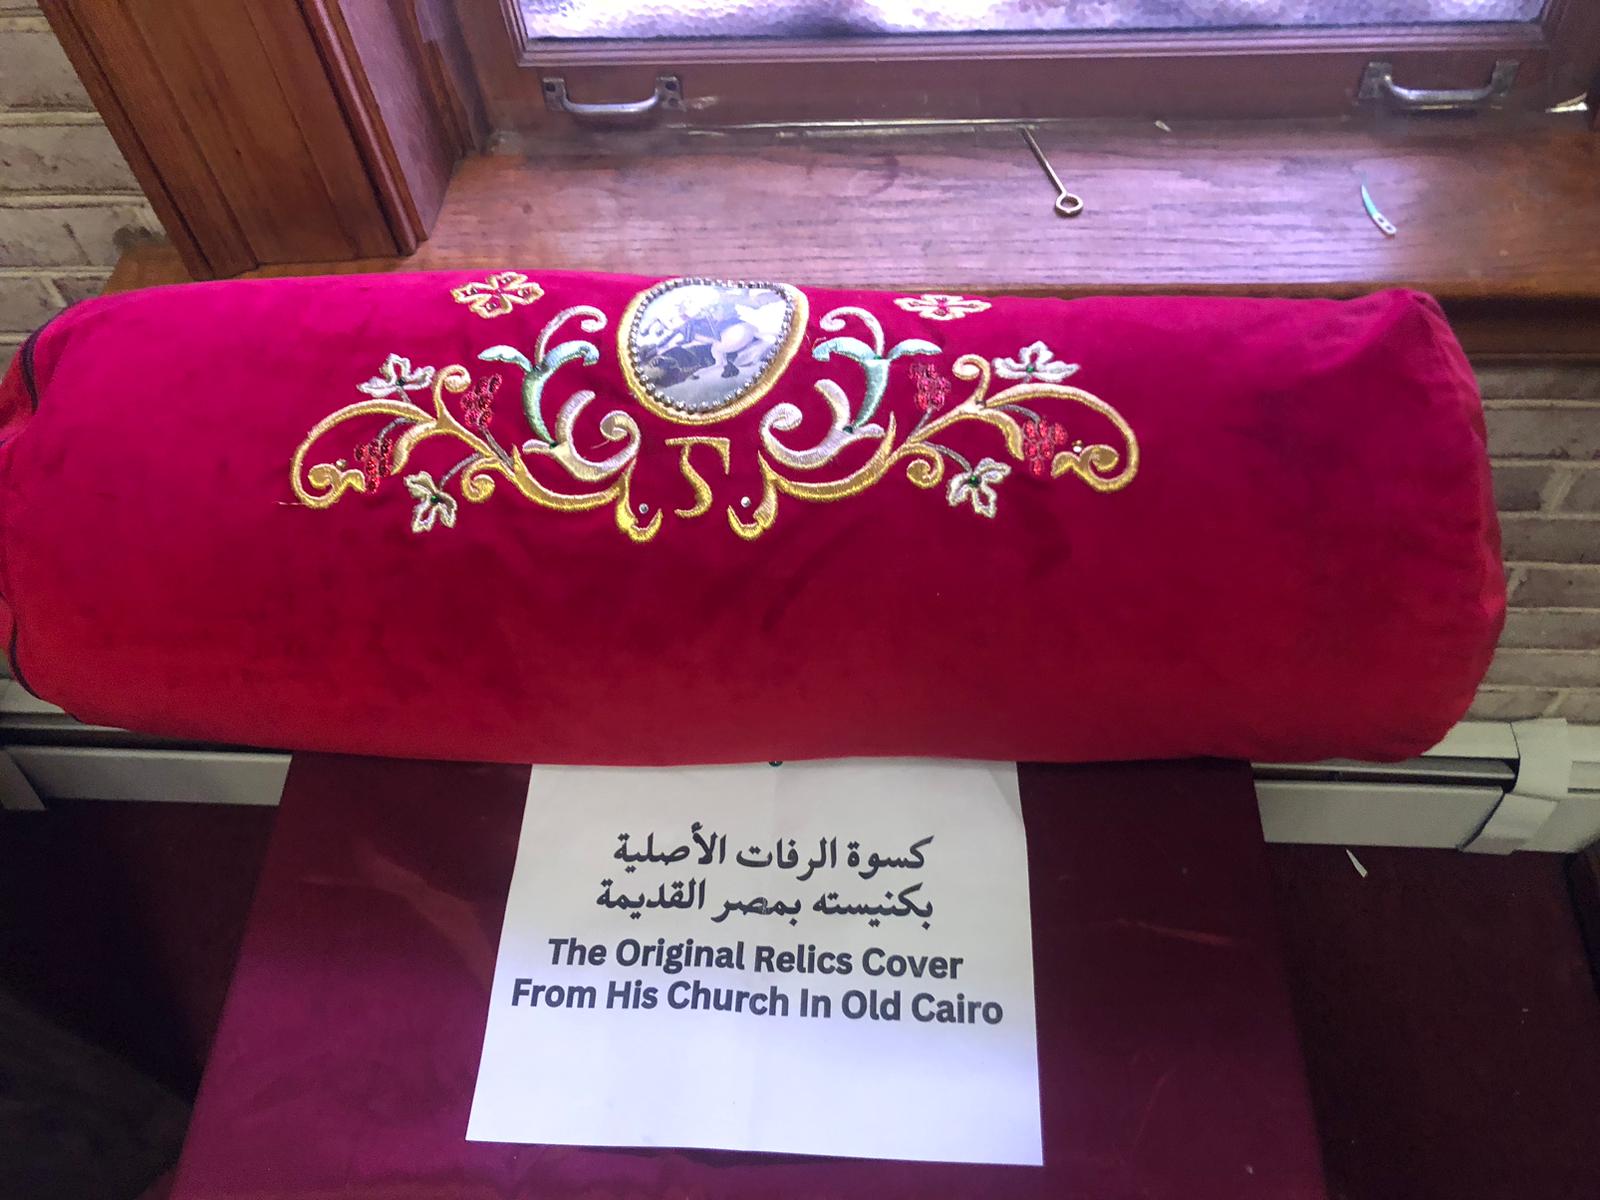 S
كسوة الرفات الأصلية
بكنيسته بمصر القديمة
The Original Relics Cover
From His Church In Old Cairo